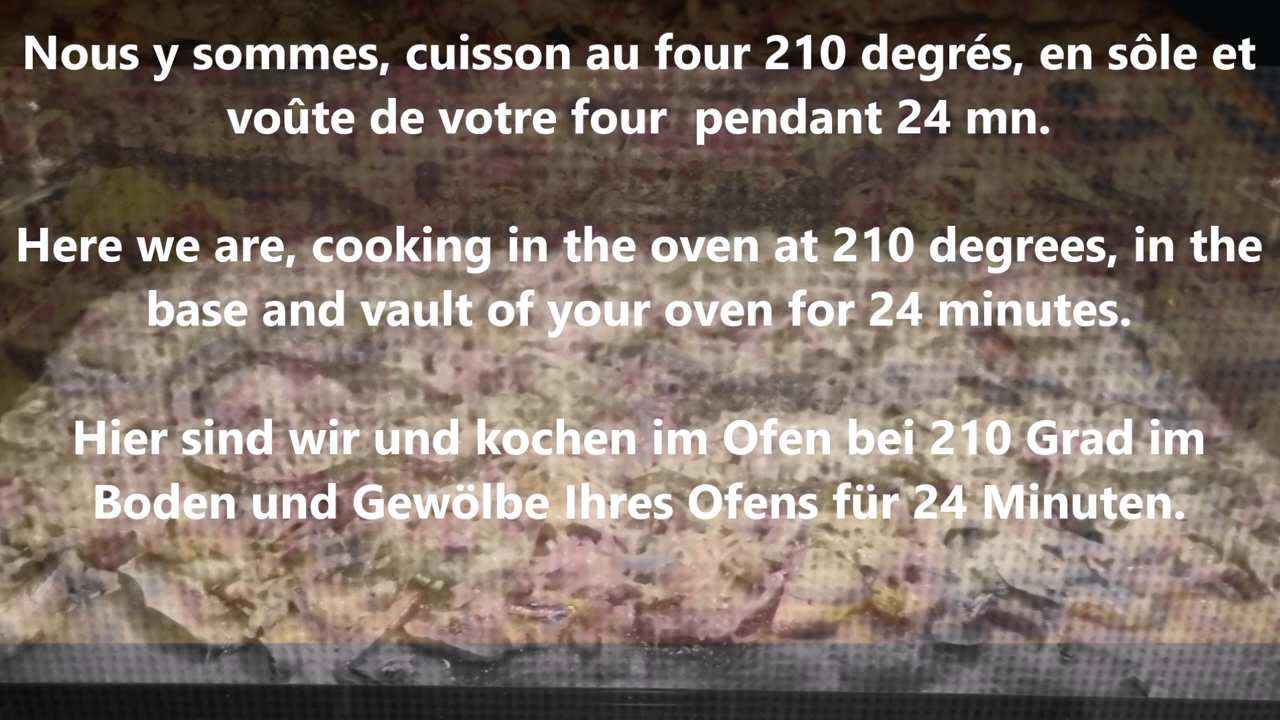 Nous y sommes, cuisson au four 210 degrés, en sôle et
voûte de votre four  pendant 24 mn.
Here we are, cooking in the oven at 210 degrees, in the
base and vault of your oven for 24 minutes.
Hier sind wir und kochen im Ofen bei 210 Grad im
Boden und Gewölbe Ihres Ofens für 24 Minuten.